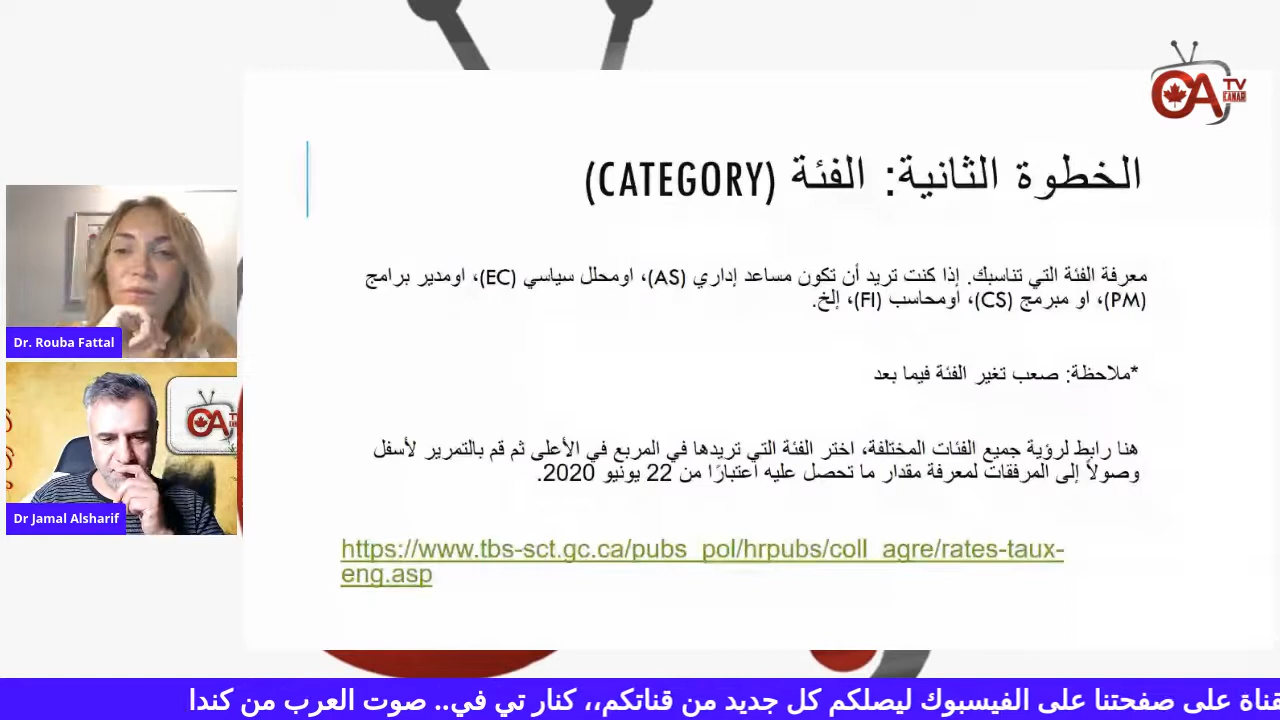 CA TV
KANAR
الخطوة الثانية: الفئة (CATEGORY)
معرفة الفئة التي تناسبك. إذا كنت تريد أن تكون مساعد إداري (AS)، اومحلل سياسي (EC)، اومدير برامج
(PM)، او مبرمج (CS)، اومحاسب (FI)، إلخ.
*ملاحظة: صعب تغير الفئة فيما بعد
هنا رابط لرؤية جميع الفئات المختلفة، اختر الفئة التي تريدها في المربع في الأعلى ثم قم بالتمرير لأسفل
وصولاً إلى المرفقات لمعرفة مقدار ما تحصل عليه اعتبارًا من 22 يونيو 2020.
https://www.tbs-sct.gc.ca/pubs_pol/hrpubs/coll_agre/rates-taux-
eng.asp
Dr. Rouba Fattal
CA TV
Dr Jamal Alsharif
قناة على صفحتنا على الفيسبوك ليصلكم كل جديد من قناتكم،، كنار تي في.. صوت العرب من كندا